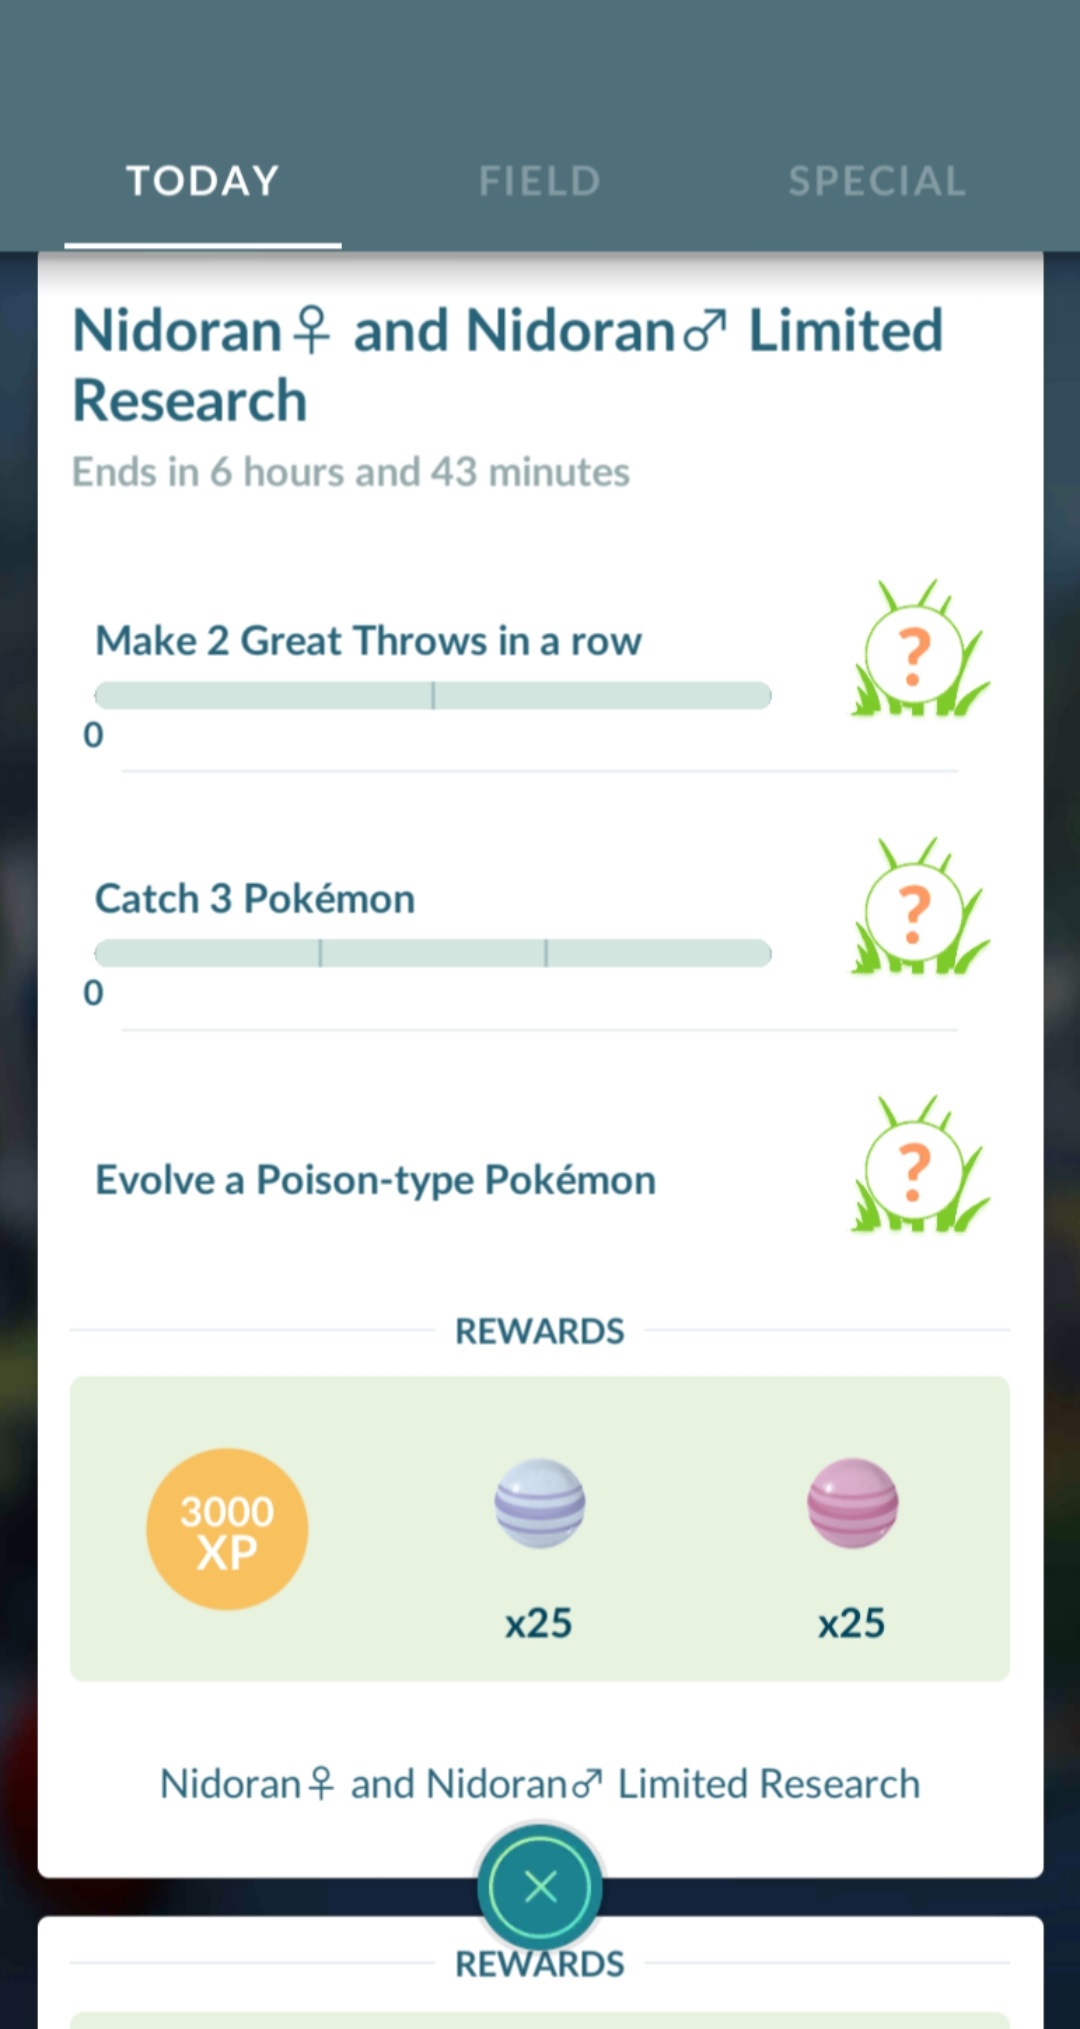 TODAY
FIELD
SPECIAL
Nidoran♀ and Nidoran♂ Limited
Research
Ends in 6 hours and 43 minutes
Make 2 Great Throws in a row
?
0
Catch 3 Pokémon
?
0
Evolve a Poison-type Pokémon
?
REWARDS
3000
XP
x25
x25
Nidoran♀ and Nidoran♂ Limited Research
REWARDS